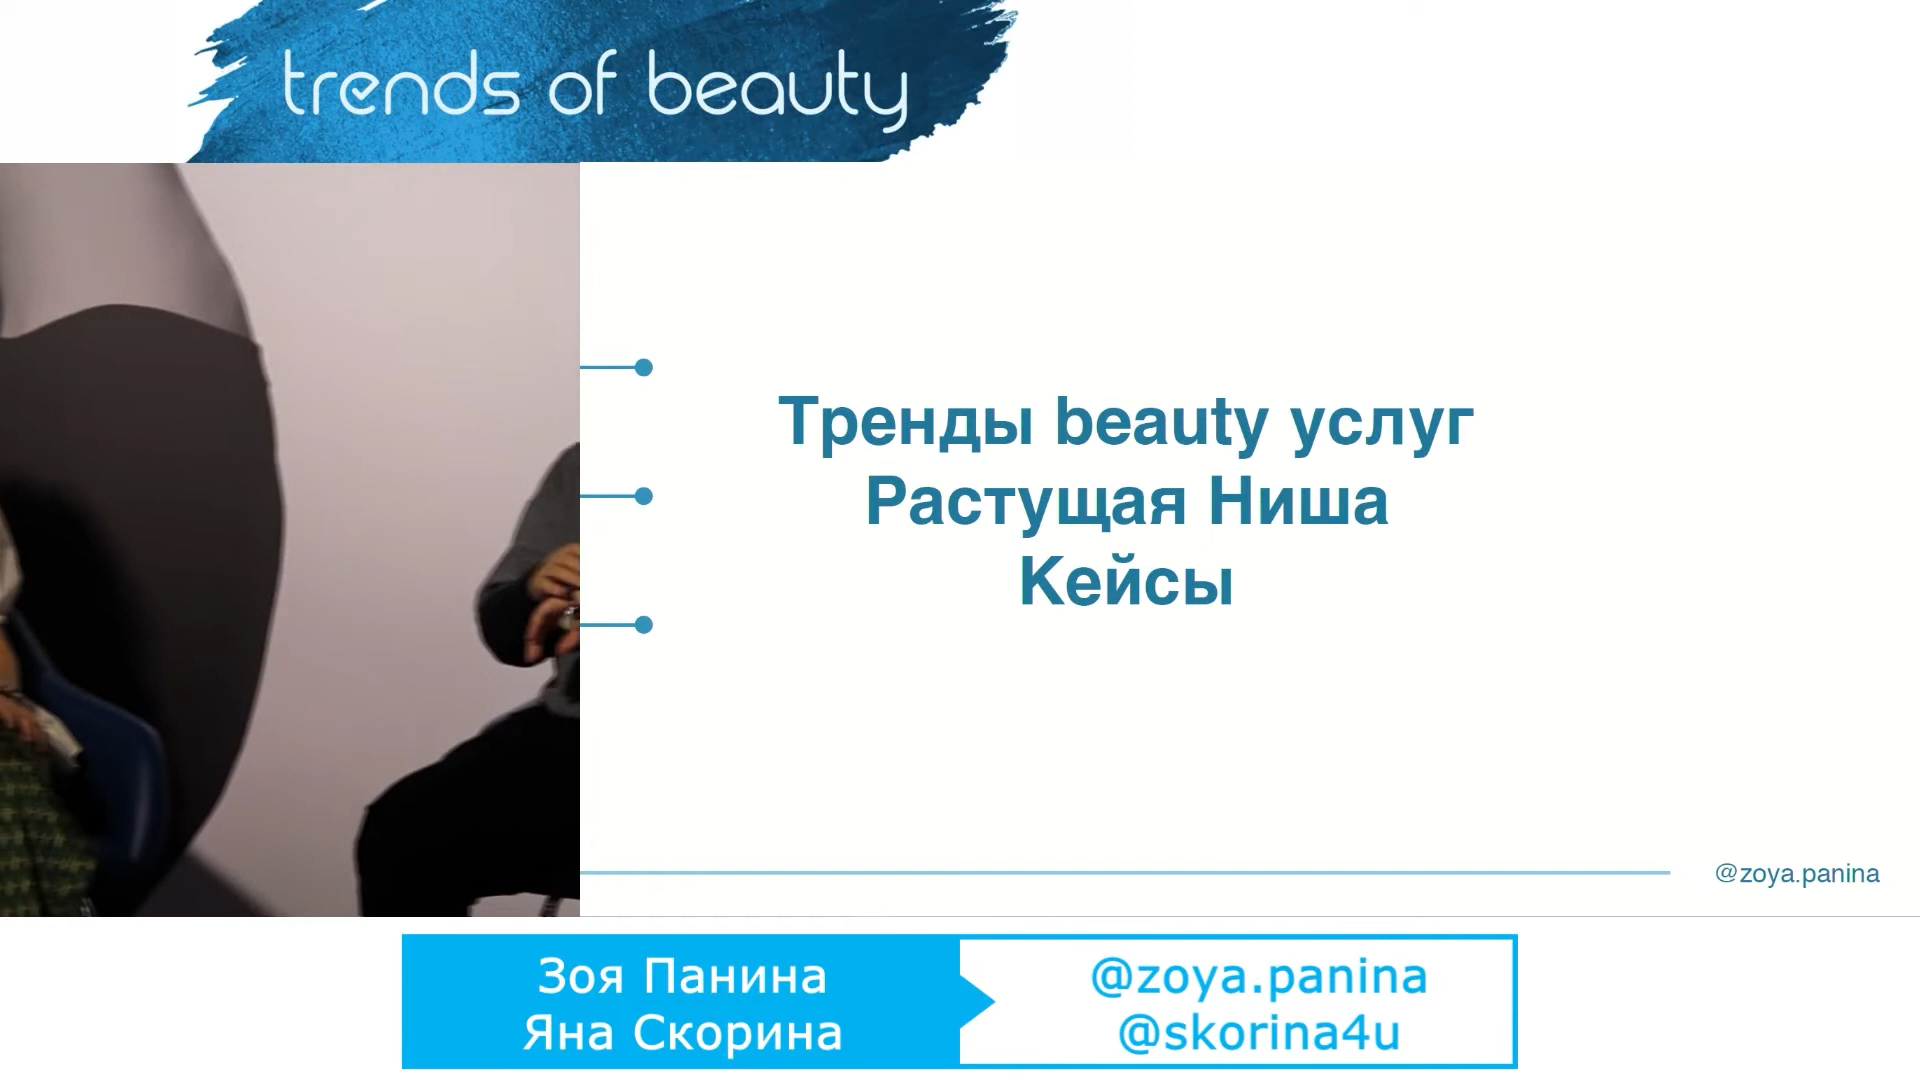 trends of beauty
Тренды beauty услуг
Растущая Ниша
Кейсы
@zoya.panina
Зоя Панина
Яна Скорина
@zoya.panina
@skorina4u